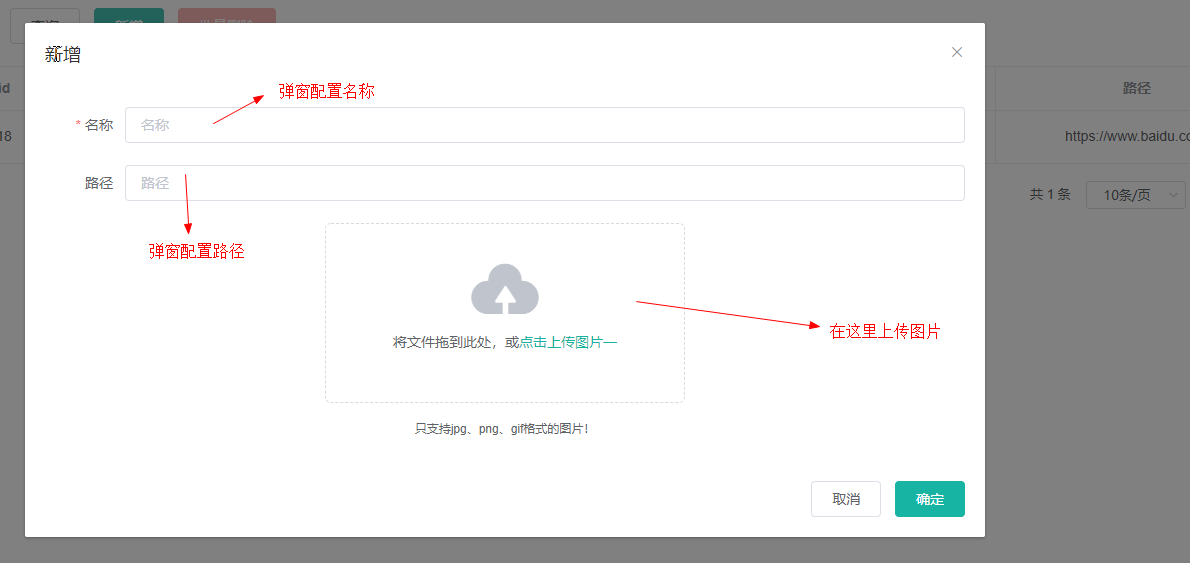 新增
弹窗配置名称
* 名称 名称
路径 路径
弹窗配置路径
将文件拖到此处，或点击上传图片一
在这里上传图片
只支持jpg、png、gif格式的图片!
取消 确定
id
18
路径
https://www.baidu.co
共 1 条 10条/页